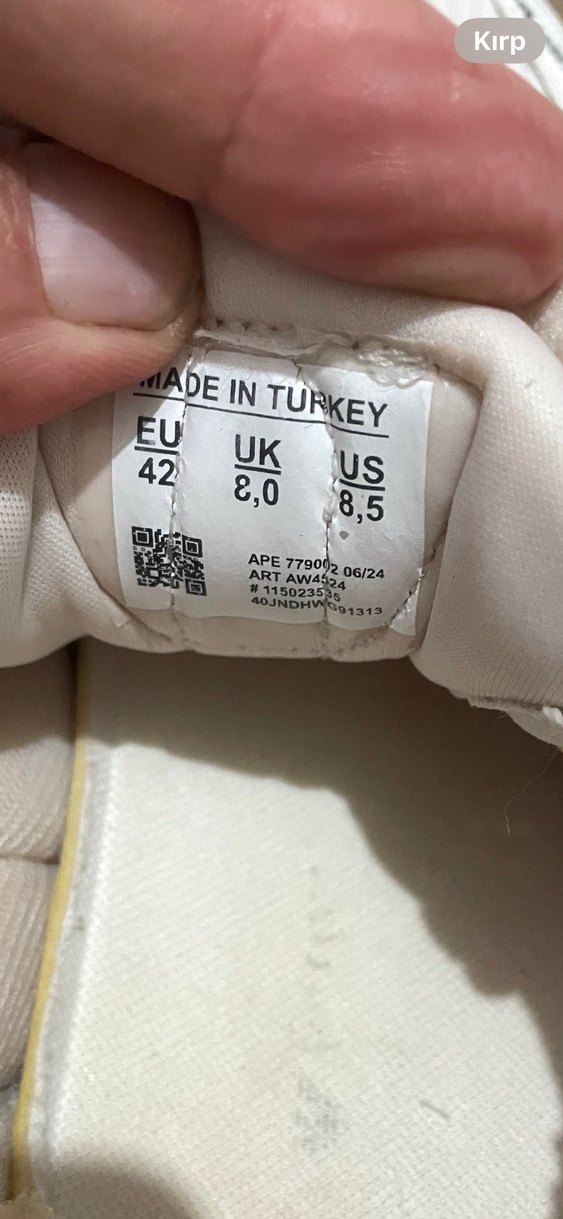 Kırp
MADE IN TURKEY
EU
42
UK
8,0
US
8,5
APE 779002 06/24
ART AW4524
# 115023535
40JNDHWG91313